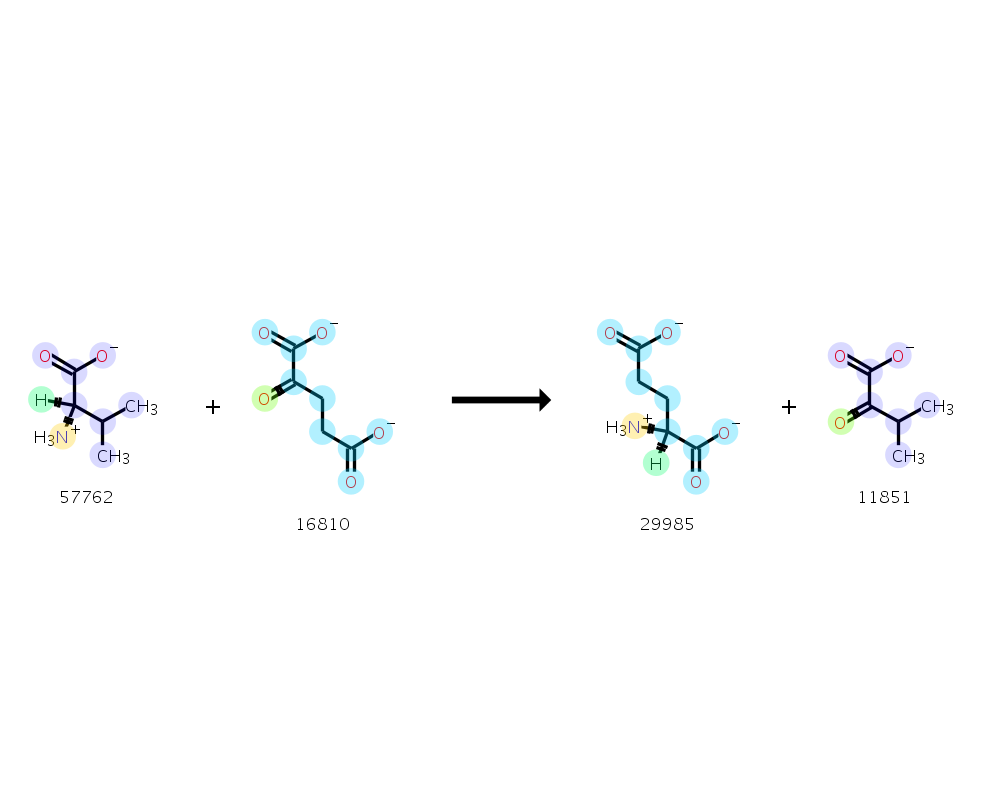 O O⁻ O O⁻ O O⁻ O O⁻
H CH3 + O H3N⁺ O⁻ + O CH3
H3N⁺ CH3 O⁻ H CH3
O O
57762 11851
16810 29985